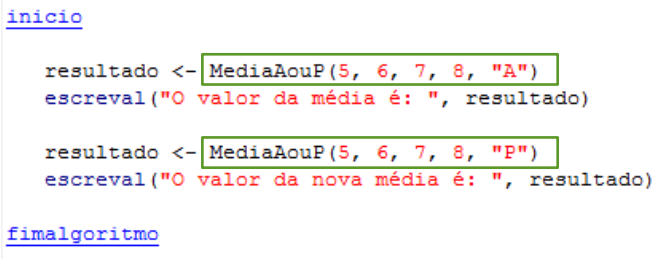 inicio
resultado <- MediaAouP(5, 6, 7, 8, "A")
escreval("O valor da média é: ", resultado)
resultado <- MediaAouP(5, 6, 7, 8, "P")
escreval("O valor da nova média é: ", resultado)
fimalgoritmo